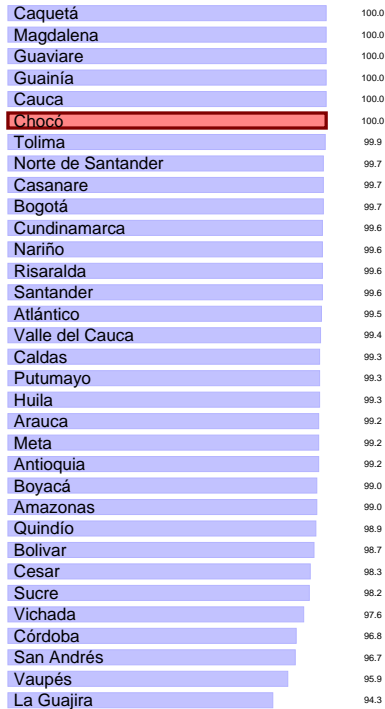 Caquetá 100.0
Magdalena 100.0
Guaviare 100.0
Guainía 100.0
Cauca 100.0
Chocó 100.0
Tolima 99.9
Norte de Santander 99.7
Casanare 99.7
Bogotá 99.7
Cundinamarca 99.6
Nariño 99.6
Risaralda 99.6
Santander 99.6
Atlántico 99.5
Valle del Cauca 99.4
Caldas 99.3
Putumayo 99.3
Huila 99.3
Arauca 99.2
Meta 99.2
Antioquia 99.2
Boyacá 99.0
Amazonas 99.0
Quindío 98.9
Bolivar 98.7
Cesar 98.3
Sucre 98.2
Vichada 97.6
Córdoba 96.8
San Andrés 96.7
Vaupés 95.9
La Guajira 94.3